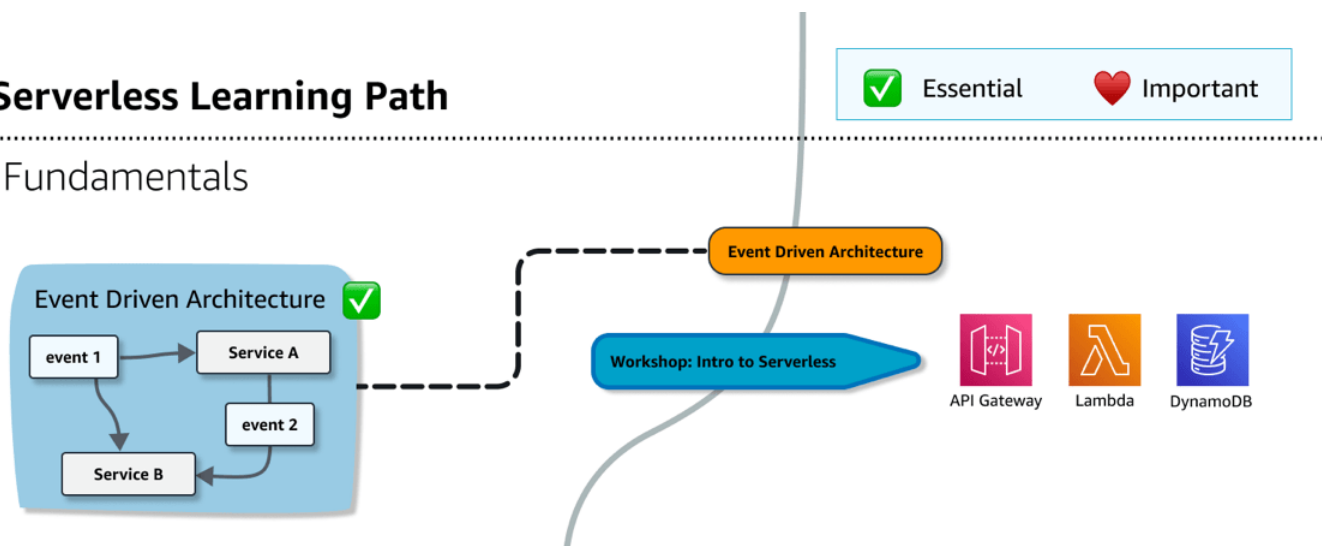 Serverless Learning Path
Essential
Important
Fundamentals
Event Driven Architecture
Event Driven Architecture
event 1
Service A
event 2
Service B
Workshop: Intro to Serverless
API Gateway
Lambda
DynamoDB